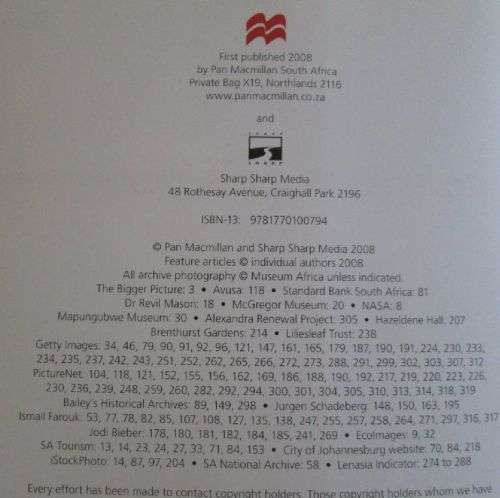 First published 2008
by Pan Macmillan South Africa
Private Bag X19, Northlands 2116
www.panmacmillan.co.za
and
SHARP
SHARP
Sharp Sharp Media
48 Rothesay Avenue, Craighall Park 2196
ISBN-13: 9781770100794
© Pan Macmillan and Sharp Sharp Media 2008
Feature articles © individual authors 2008
All archive photography © Museum Africa unless indicated.
The Bigger Picture: 3 • Avusa: 118 • Standard Bank South Africa: 81
Dr Revil Mason: 18 • McGregor Museum: 20 • NASA: 8
Mapungubwe Museum: 30 • Alexandra Renewal Project: 305 • Hazeldene Hall: 207
Brenthurst Gardens: 214 • Liliesleaf Trust: 238
Getty Images: 34, 46, 79, 90, 91, 92, 96, 121, 147, 161, 165, 179, 187, 190, 191, 224, 230, 233,
234, 235, 237, 242, 243, 251, 252, 262, 265, 266, 272, 273, 288, 291, 299, 302, 303, 307, 312
PictureNet: 104, 118, 121, 152, 155, 156, 162, 169, 186, 188, 190, 192, 217, 219, 220, 223, 226,
230, 236, 239, 248, 259, 260, 282, 292, 294, 300, 301, 304, 305, 310, 313, 314, 318, 319
Bailey's Historical Archives: 89, 149, 298 • Jurgen Schadeberg: 148, 150, 163, 195
Ismail Farouk: 53, 77, 78, 82, 85, 107, 108, 127, 135, 138, 247, 255, 257, 258, 264, 271, 297, 316, 317
Jodi Bieber: 178, 180, 181, 182, 184, 185, 241, 269 • EcoImages: 9, 32
SA Tourism: 13, 14, 23, 24, 27, 33, 71, 84, 153 • City of Johannesburg website: 70, 84, 218
iStockPhoto: 14, 87, 97, 204 • SA National Archive: 58 • Lenasia Indicator: 274 to 288
Every effort has been made to contact copyright holders. Those copyright holders whom we have